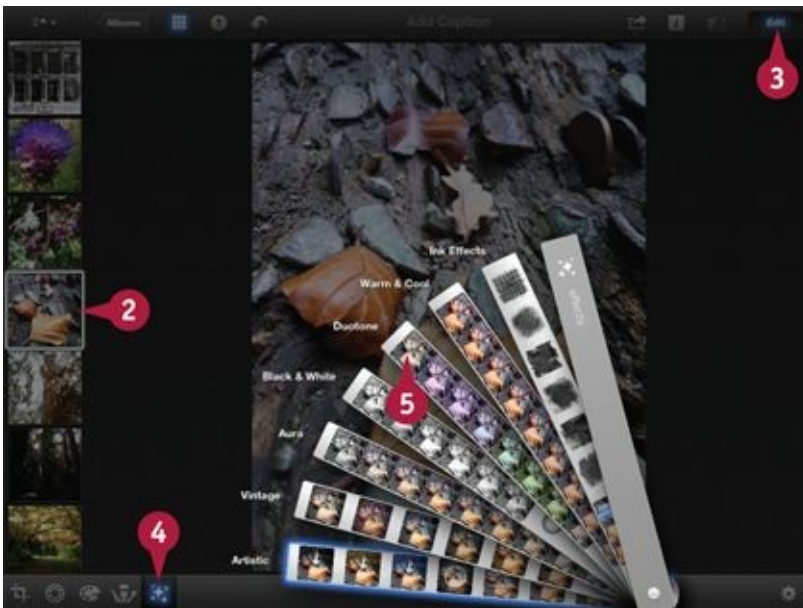 Albums
Add Caption
Edit
3
Ink Effects
effects
Warm & Cool
2
Duotone
Black & White
5
Aura
Vintage
4
Artistic